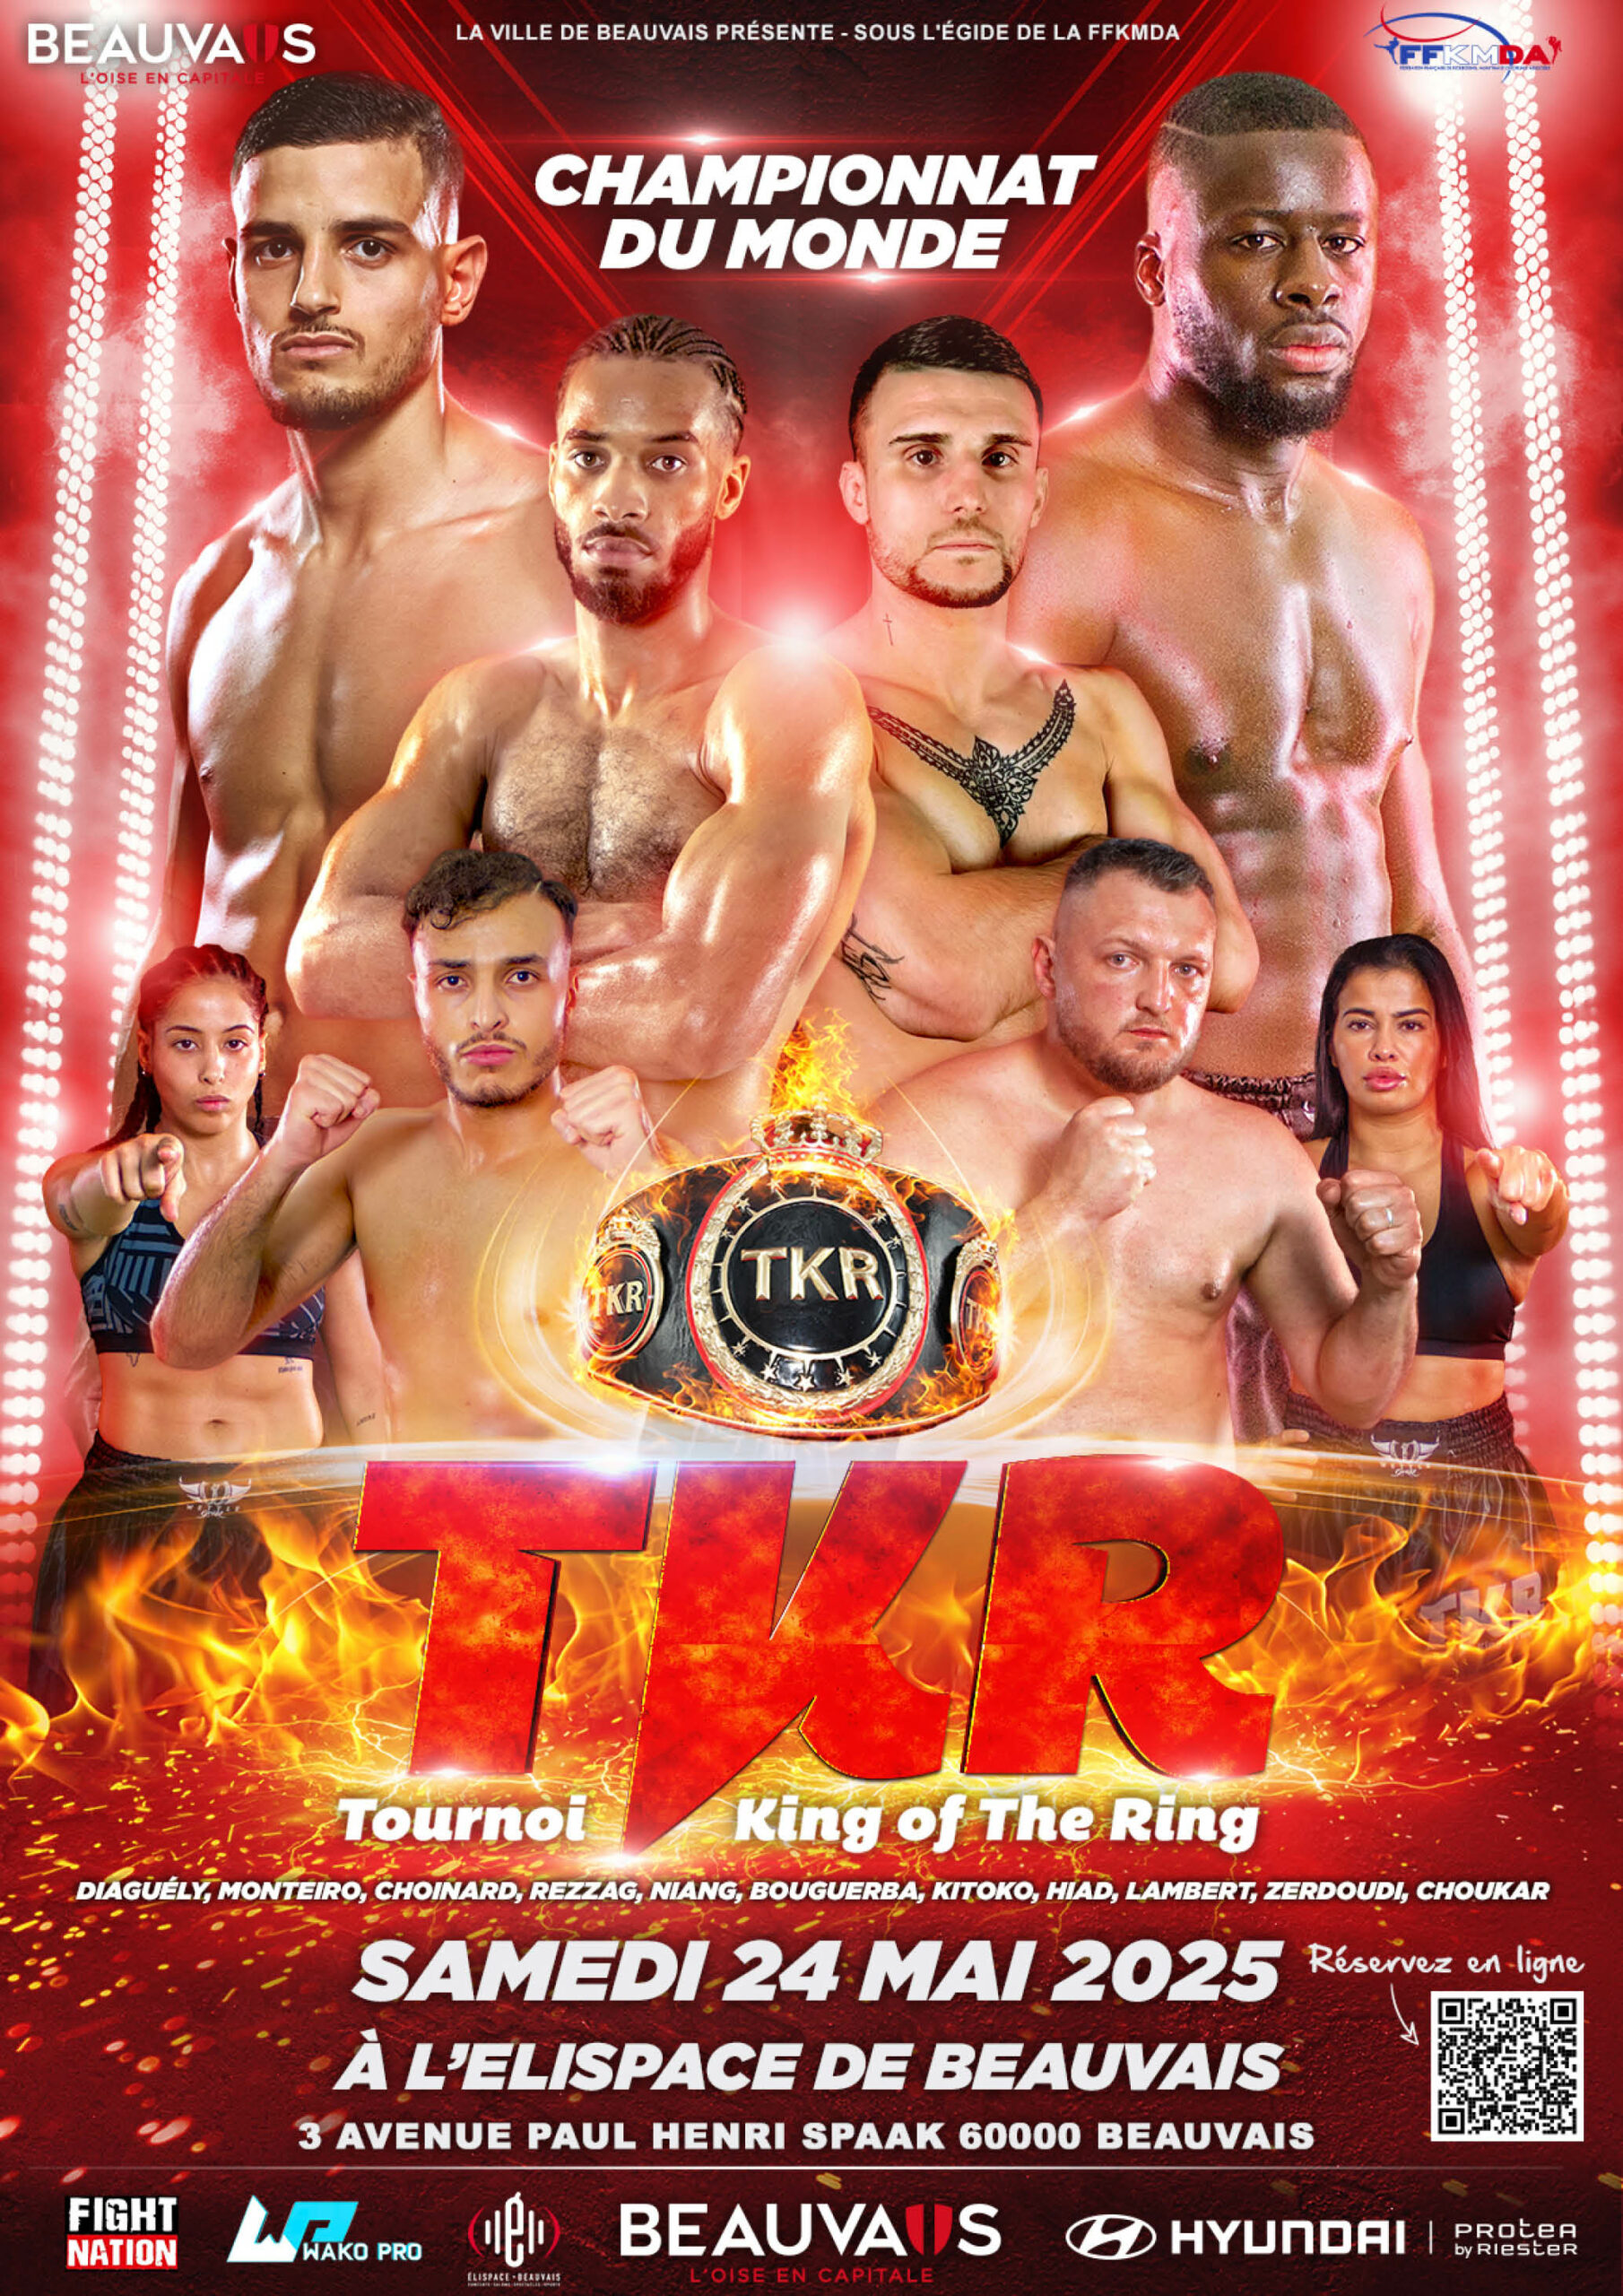 BEAUVAIS
L'OISE EN CAPITALE
LA VILLE DE BEAUVAIS PRÉSENTE - SOUS L'ÉGIDE DE LA FFKMDA
FFKMDA
CHAMPIONNAT
DU MONDE
TKR
TKR
TKR
TKR
Tournoi King of The Ring
DIAGUÉLY, MONTEIRO, CHOINARD, REZZAG, NIANG, BOUGUERBA, KITOKO, HIAD, LAMBERT, ZERDOUDI, CHOUKAR
SAMEDI 24 MAI 2025
Réservez en ligne
À L'ELISPACE DE BEAUVAIS
3 AVENUE PAUL HENRI SPAAK 60000 BEAUVAIS
FIGHT
NATION
WAKO PRO
ÉLISPACE - BEAUVAIS
BEAUVAIS
L'OISE EN CAPITALE
HYUNDAI
PROTEA
by RIESTER